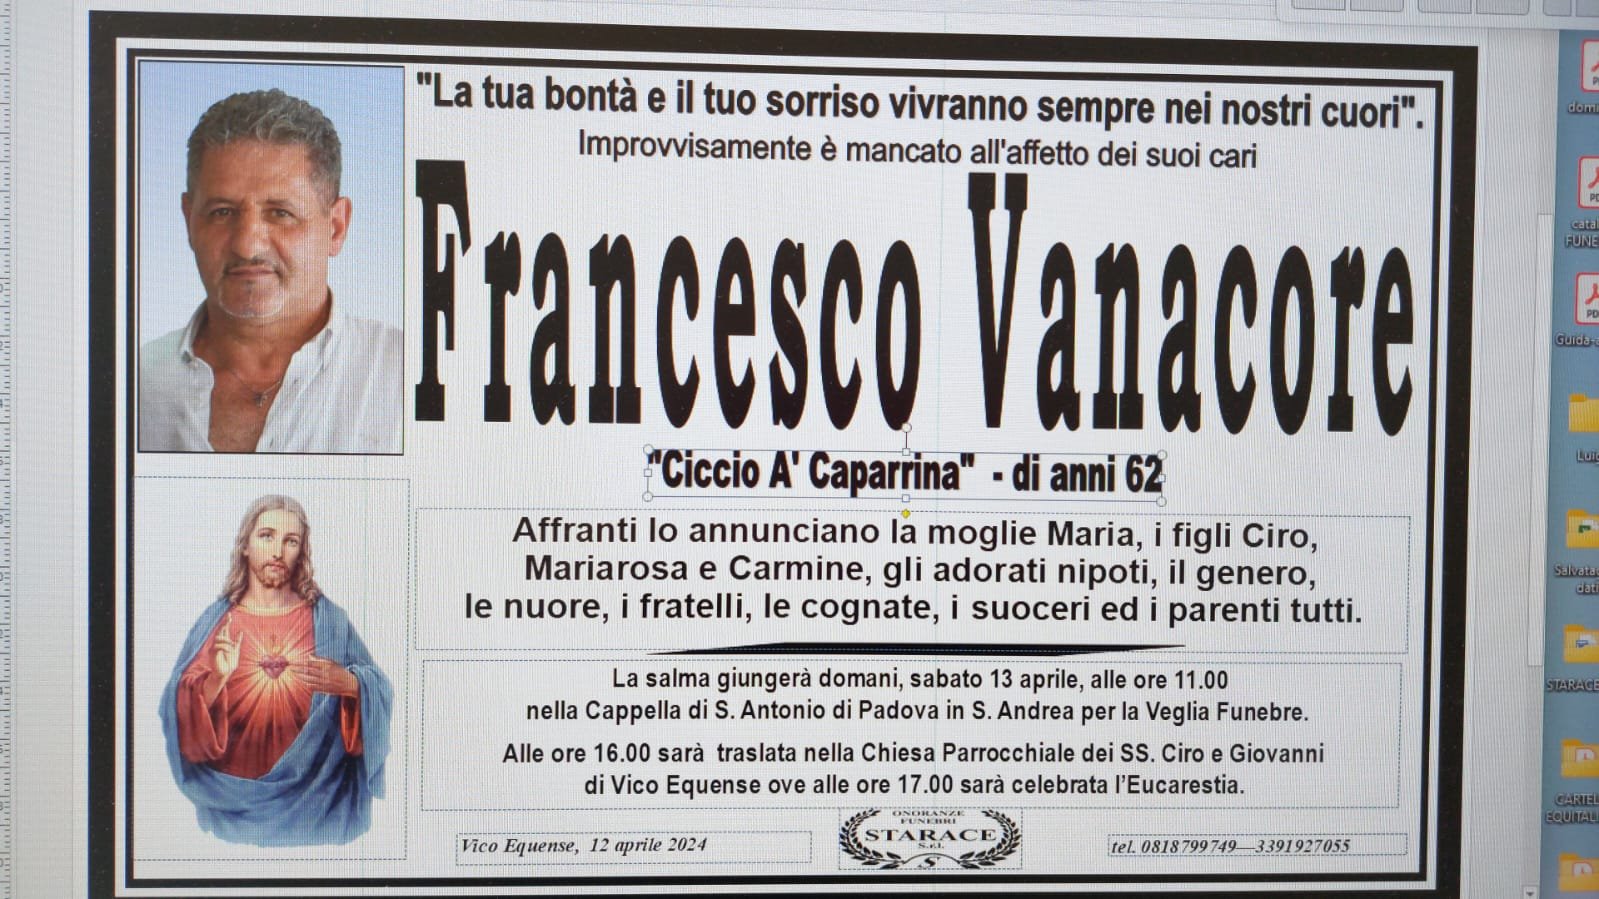 "La tua bontà e il tuo sorriso vivranno sempre nei nostri cuori".
Improvvisamente è mancato all'affetto dei suoi cari
Francesco Vanacore
"Ciccio A' Caparrina" - di anni 62
Affranti lo annunciano la moglie Maria, i figli Ciro,
Mariarosa e Carmine, gli adorati nipoti, il genero,
le nuore, i fratelli, le cognate, i suoceri ed i parenti tutti.
La salma giungerà domani, sabato 13 aprile, alle ore 11.00
nella Cappella di S. Antonio di Padova in S. Andrea per la Veglia Funebre.
Alle ore 16.00 sarà traslata nella Chiesa Parrocchiale dei SS. Ciro e Giovanni
di Vico Equense ove alle ore 17.00 sarà celebrata l'Eucarestia.
Vico Equense, 12 aprile 2024
ONORANZE
FUNEBRI
STARACE
S.r.l.
S
tel. 0818799749—3391927055
FUNE
Guida-
STARACE
CARTEL
EQUITAL